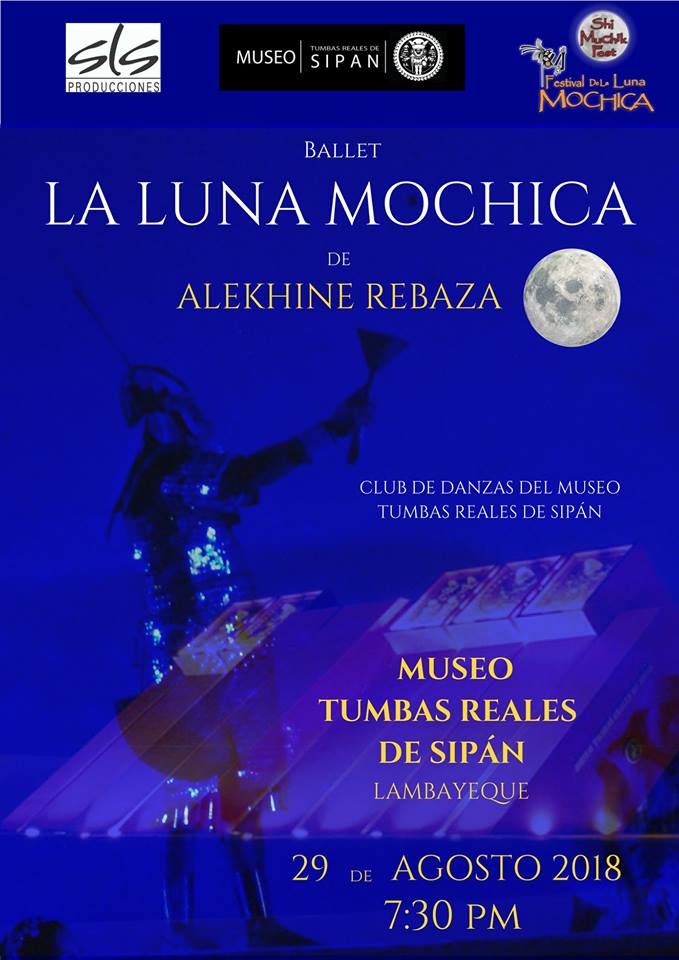 sls
PRODUCCIONES
MUSEO
TUMBAS REALES DE
SIPAN
Shi
Muchik
Fest
Festival De La Luna
MOCHICA
BALLET
LA LUNA MOCHICA
DE
ALEKHINE REBAZA
CLUB DE DANZAS DEL MUSEO
TUMBAS REALES DE SIPÁN
MUSEO
TUMBAS REALES
DE SIPÁN
LAMBAYEQUE
29 DE AGOSTO 2018
7:30 PM